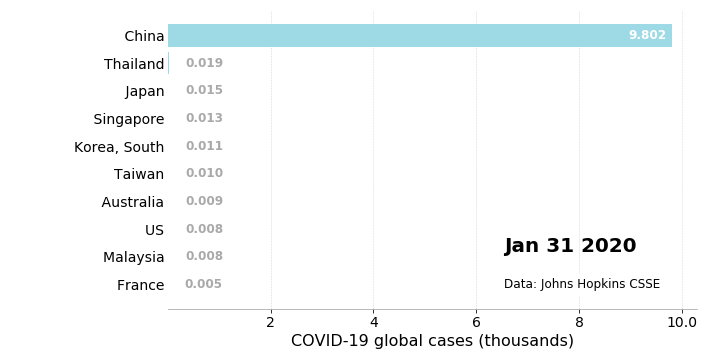 China 9.802
Thailand 0.019
Japan 0.015
Singapore 0.013
Korea, South 0.011
Taiwan 0.010
Australia 0.009
US 0.008
Malaysia 0.008
France 0.005
Jan 31 2020
Data: Johns Hopkins CSSE
2 4 6 8 10.0
COVID-19 global cases (thousands)